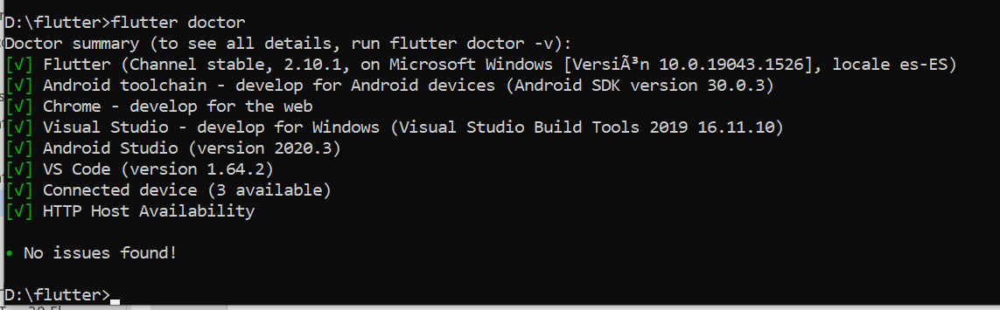 D:\flutter>flutter doctor
Doctor summary (to see all details, run flutter doctor -v):
[√] Flutter (Channel stable, 2.10.1, on Microsoft Windows [VersiÃ³n 10.0.19043.1526], locale es-ES)
[√] Android toolchain - develop for Android devices (Android SDK version 30.0.3)
[√] Chrome - develop for the web
[√] Visual Studio - develop for Windows (Visual Studio Build Tools 2019 16.11.10)
[√] Android Studio (version 2020.3)
[√] VS Code (version 1.64.2)
[√] Connected device (3 available)
[√] HTTP Host Availability
• No issues found!
D:\flutter>